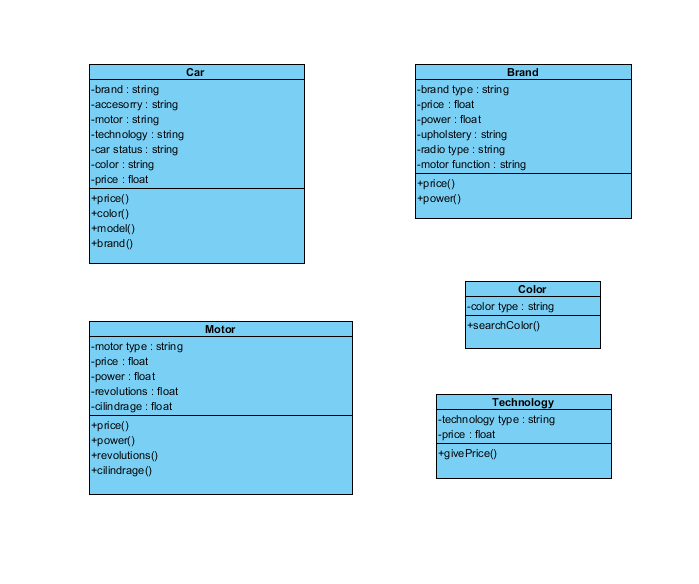 Car
-brand : string
-accesorry : string
-motor : string
-technology : string
-car status : string
-color : string
-price : float
+price()
+color()
+model()
+brand()
Brand
-brand type : string
-price : float
-power : float
-upholstery : string
-radio type : string
-motor function : string
+price()
+power()
Color
-color type : string
+searchColor()
Motor
-motor type : string
-price : float
-power : float
-revolutions : float
-cilindrage : float
+price()
+power()
+revolutions()
+cilindrage()
Technology
-technology type : string
-price : float
+givePrice()